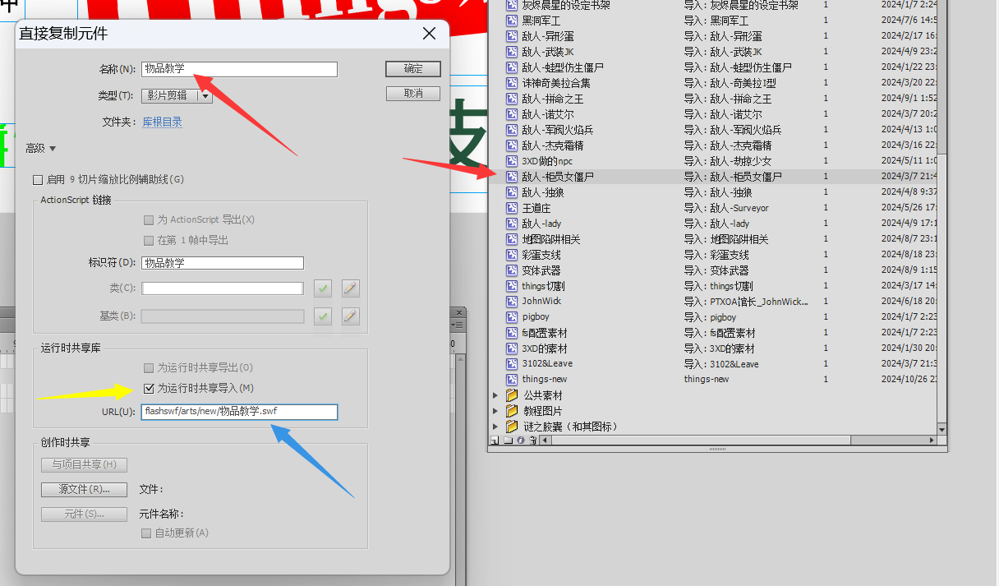 直接复制元件
名称(N): 物品教学
确定
类型(T): 影片剪辑
取消
文件夹: 库根目录
高级
启用 9 切片缩放比例辅助线(G)
ActionScript 链接
为 ActionScript 导出(X)
在第 1 帧中导出
标识符(D): 物品教学
类(C):
基类(B):
运行时共享库
为运行时共享导出(O)
为运行时共享导入(M)
URL(U): flashswf/arts/new/物品教学.swf
创作时共享
与项目共享(H)
源文件(R)... 文件:
元件(S)... 元件名称:
自动更新(A)
灰烬晨星的设定书架 导入: 灰烬晨星的设定书架 1 2024/1/7 2:24
黑洞军工 导入: 黑洞军工 1 2024/7/6 14:5
敌人-异形蛋 导入: 敌人-异形蛋 1 2024/2/17 16:
敌人-武装JK 导入: 敌人-武装JK 1 2024/4/9 23:2
敌人-蛙型仿生僵尸 导入: 敌人-蛙型仿生僵尸 1 2024/1/22 23:
诛神奇美拉合集 导入: 敌人-奇美拉I型 1 2024/3/20 22:
敌人-拼命之王 导入: 敌人-拼命之王 1 2024/9/1 1:52
敌人-诺艾尔 导入: 敌人-诺艾尔 1 2024/3/7 20:2
敌人-军阀火焰兵 导入: 敌人-军阀火焰兵 1 2024/4/13 1:0
敌人-杰克霜精 导入: 敌人-杰克霜精 1 2024/3/16 22:
3XD做的npc 导入: 敌人-劫掠少女 1 2024/5/11 1:0
敌人-柜员女僵尸 导入: 敌人-柜员女僵尸 1 2024/3/7 21:4
敌人-独狼 导入: 敌人-独狼 1 2024/4/8 9:37
王道庄 导入: 敌人-Surveyor 1 2024/5/26 17:
敌人-lady 导入: 敌人-lady 1 2024/4/9 17:1
地图陷阱相关 导入: 地图陷阱相关 1 2024/8/7 23:1
彩蛋支线 导入: 彩蛋支线 1 2024/8/18 23:
变体武器 导入: 变体武器 1 2024/8/9 1:15
things切割 导入: things切割 1 2024/3/17 14:
JohnWick 导入: PTXOA馆长_JohnWick... 1 2024/6/18 20:
pigboy 导入: pigboy 1 2024/1/7 2:23
fs配置素材 导入: fs配置素材 1 2024/1/7 2:23
3XD的素材 导入: 3XD的素材 1 2024/1/30 20:
3102&Leave 导入: 3102&Leave 1 2024/3/7 21:3
things-new things-new 1 2024/10/26 23
公共素材
教程图片
谜之胶囊（和其图标）